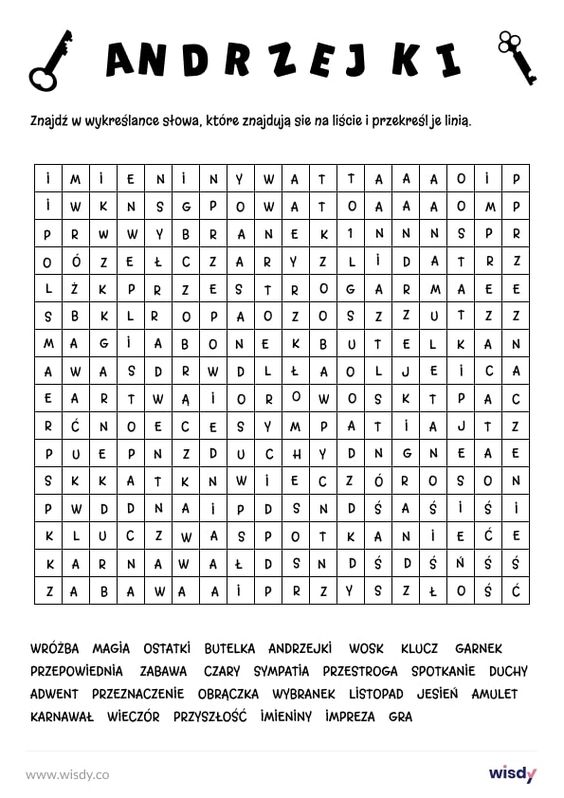 ANDRZEJKI
Znajdź w wykreślance słowa, które znajdują sie na liście i przekreśl je linią.
I M I E N I N Y W A T T A A A O I P
I W K N S G P O W A T O A A A O M P
P R W W Y B R A N E K 1 N N N S P R
O Ó Z E Ł C Z A R Y Z L I D A T R Z
L Ż K P R Z E S T R O G A R M A E E
S B K L R O P A O Z O S Z Z U T Z Z
M A G I A B O N E K B U T E L K A N
A W A S D R W D L Ł A O L J E I C A
E A R T W Ą I O R O W O S K T P A C
R Ć N O E C E S Y M P A T I A J T Z
P U E P N Z D U C H Y D N G N E A E
S K K A T K N W I E C Z Ó R O S O N
P W D D N A I P D S N D Ś A Ś I Ś I
K L U C Z W A S P O T K A N I E Ć E
K A R N A W A Ł D S N D Ś D Ś Ń Ś Ś
Z A B A W A A I P R Z Y S Z Ł O Ś Ć
WRÓŻBA MAGIA OSTATKI BUTELKA ANDRZEJKI WOSK KLUCZ GARNEK
PRZEPOWIEDNIA ZABAWA CZARY SYMPATIA PRZESTROGA SPOTKANIE DUCHY
ADWENT PRZEZNACZENIE OBRĄCZKA WYBRANEK LISTOPAD JESIEŃ AMULET
KARNAWAŁ WIECZÓR PRZYSZŁOŚĆ IMIENINY IMPREZA GRA
www.wisdy.co
wisdy